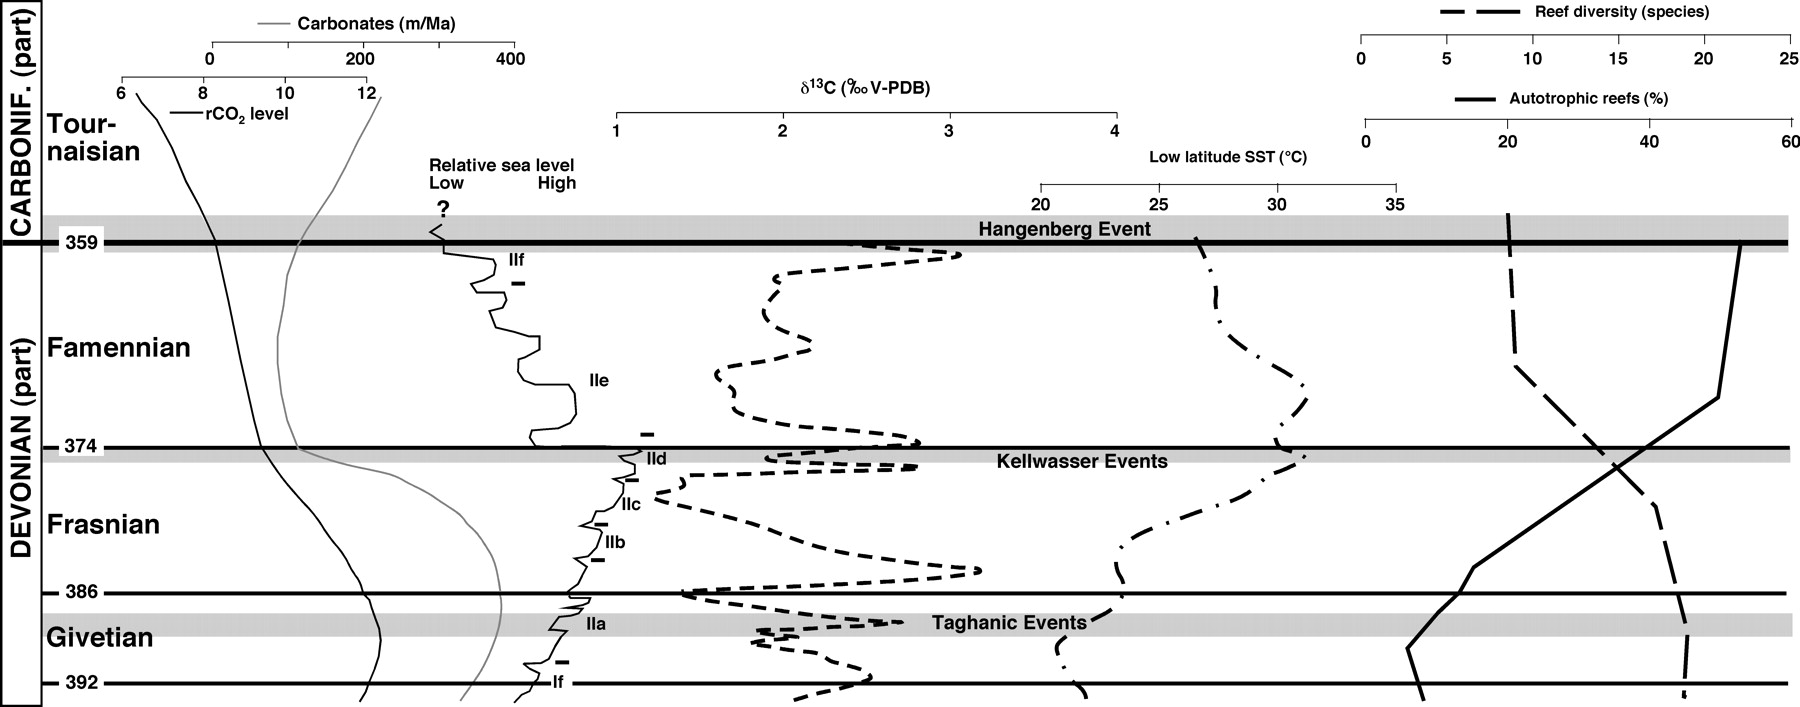 Carbonates (m/Ma)
0 200 400
6 8 10 12
rCO2 level
δ13C (‰ V-PDB)
1 2 3 4
Reef diversity (species)
0 5 10 15 20 25
Autotrophic reefs (%)
0 20 40 60
Low latitude SST (°C)
20 25 30 35
Relative sea level
Low High
?
CARBONIF. (part)
Tour-
naisian
Hangenberg Event
359
IIf
DEVONIAN (part)
Famennian
IIe
374
IId
Kellwasser Events
IIc
Frasnian
IIb
386
IIa
Taghanic Events
Givetian
392
If